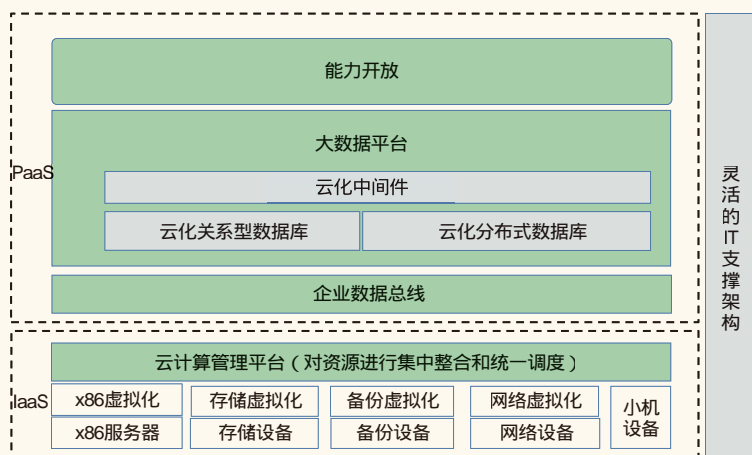 能力开放
大数据平台
PaaS
云化中间件
云化关系型数据库
云化分布式数据库
企业数据总线
云计算管理平台（对资源进行集中整合和统一调度）
IaaS
x86虚拟化
存储虚拟化
备份虚拟化
网络虚拟化
x86服务器
存储设备
备份设备
网络设备
小机
设备
灵活的IT支撑架构